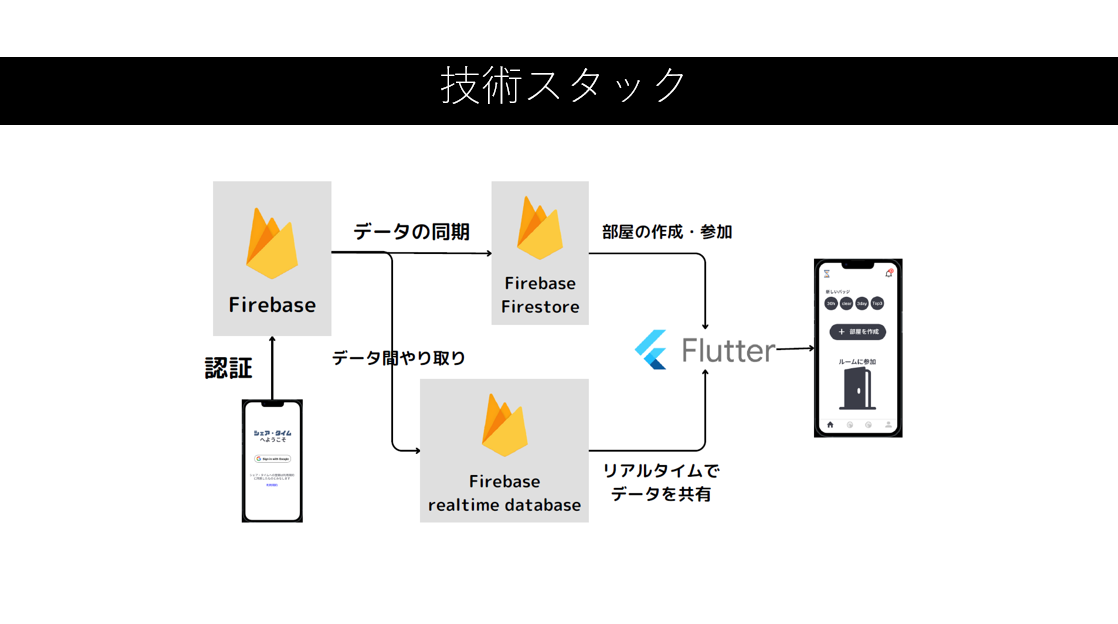 技術スタック
データの同期
部屋の作成・参加
Firebase
Firebase
Firestore
認証
データ間やり取り
Flutter
シェア・タイム
へようこそ
Sign in with Google
Firebase
realtime database
リアルタイムで
データを共有
新しいバッジ
30h
clear
3day
Top3
+ 部屋を作成
ルームに参加